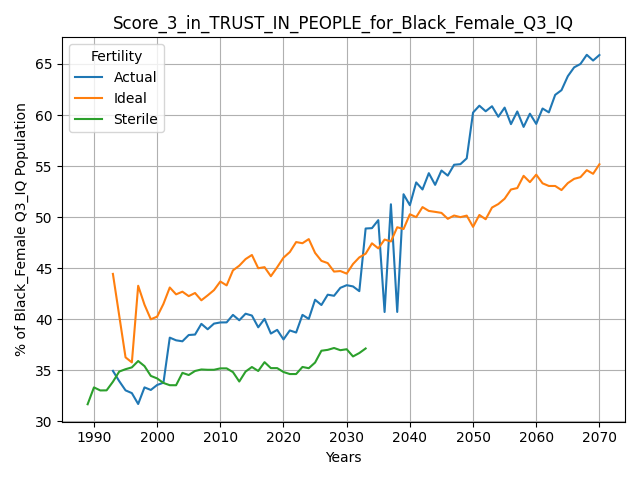 Score_3_in_TRUST_IN_PEOPLE_for_Black_Female_Q3_IQ
Fertility
Actual
Ideal
Sterile
% of Black_Female Q3_IQ Population
65
60
55
50
45
40
35
30
1990 2000 2010 2020 2030 2040 2050 2060 2070
Years